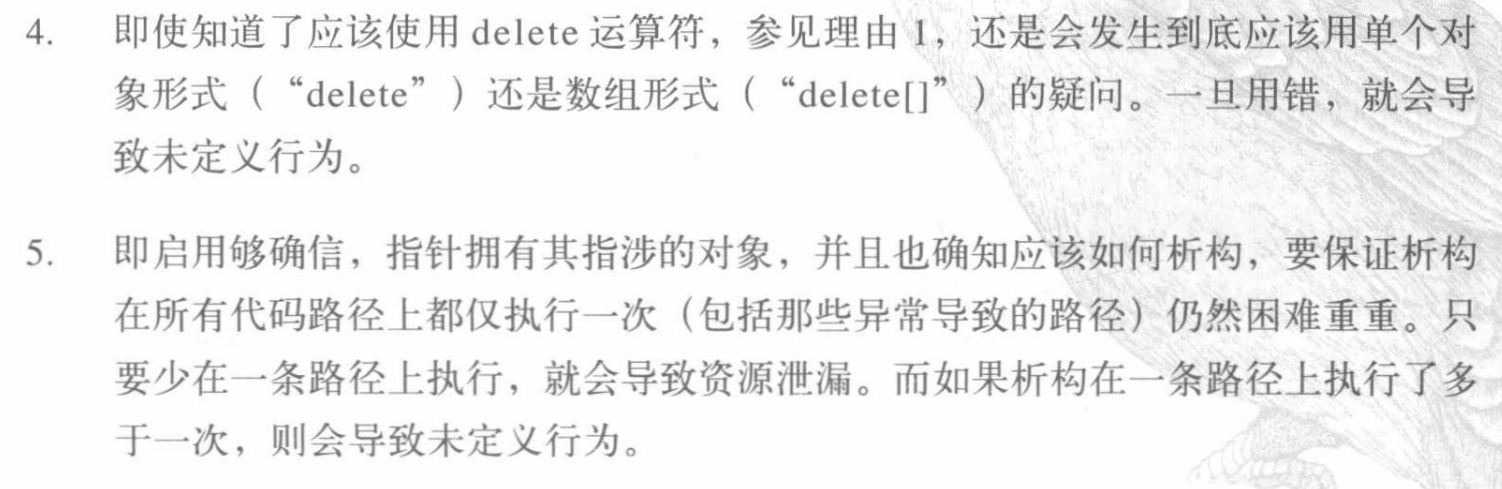 4. 即使知道了应该使用 delete 运算符，参见理由 1，还是会发生到底应该用单个对
象形式（“delete”）还是数组形式（“delete[]”）的疑问。一旦用错，就会导
致未定义行为。
5. 即启用够确信，指针拥有其指涉的对象，并且也确知应该如何析构，要保证析构
在所有代码路径上都仅执行一次（包括那些异常导致的路径）仍然困难重重。只
要少在一条路径上执行，就会导致资源泄漏。而如果析构在一条路径上执行了多
于一次，则会导致未定义行为。